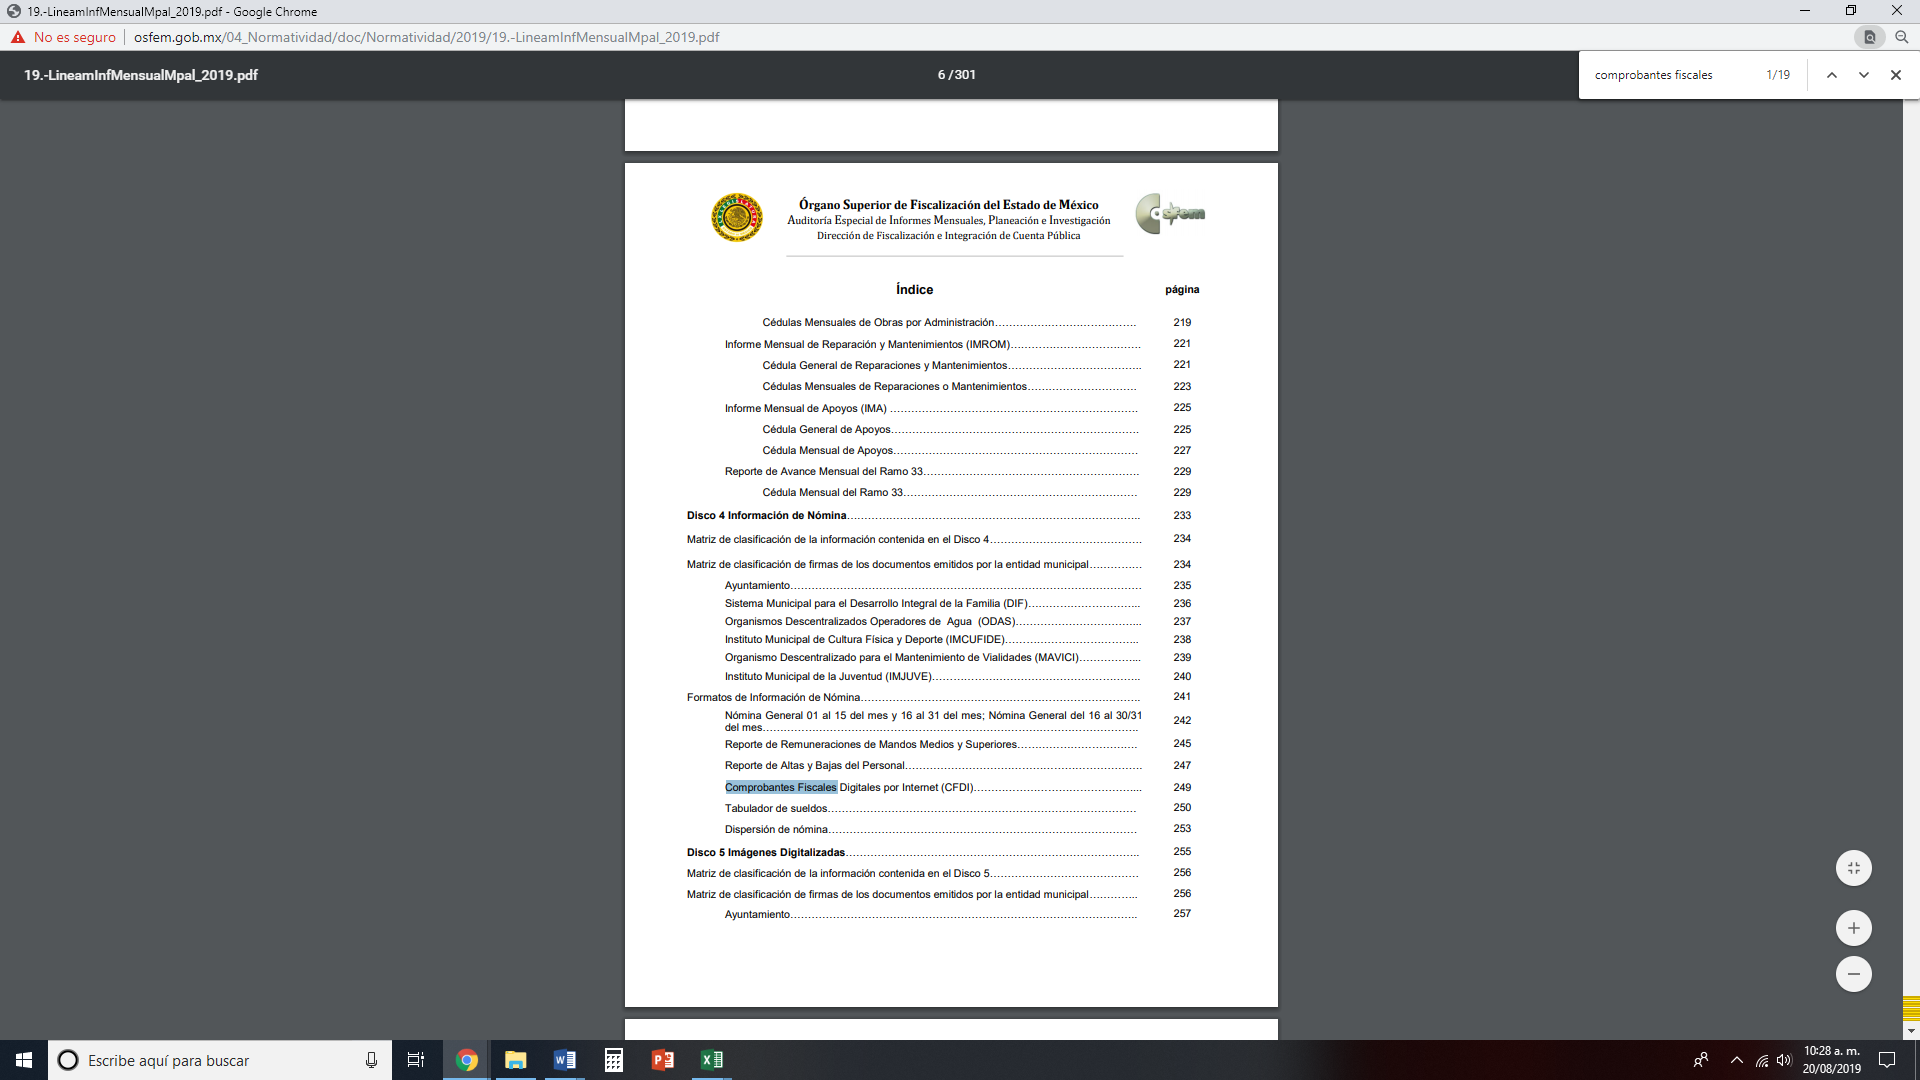 19.-LineamInfMensualMpal_2019.pdf - Google Chrome
No es seguro
osfem.gob.mx/04_Normatividad/doc/Normatividad/2019/19.-LineamInfMensualMpal_2019.pdf
19.-LineamInfMensualMpal_2019.pdf
6 /301
comprobantes fiscales
1/19
Órgano Superior de Fiscalización del Estado de México
Auditoría Especial de Informes Mensuales, Planeación e Investigación
Dirección de Fiscalización e Integración de Cuenta Pública
osfem
Índice página
Cédulas Mensuales de Obras por Administración…………………………………. 219
Informe Mensual de Reparación y Mantenimientos (IMROM)………………………………. 221
Cédula General de Reparaciones y Mantenimientos……………………………….. 221
Cédulas Mensuales de Reparaciones o Mantenimientos…………………………. 223
Informe Mensual de Apoyos (IMA) ……………………………………………………………. 225
Cédula General de Apoyos……………………………………………………………. 225
Cédula Mensual de Apoyos…………………………………………………………… 227
Reporte de Avance Mensual del Ramo 33……………………………………………………. 229
Cédula Mensual del Ramo 33………………………………………………………… 229
Disco 4 Información de Nómina……………………………………………………………………….. 233
Matriz de clasificación de la información contenida en el Disco 4……………………………………. 234
Matriz de clasificación de firmas de los documentos emitidos por la entidad municipal…………… 234
Ayuntamiento……………………………………………………………………………………… 235
Sistema Municipal para el Desarrollo Integral de la Familia (DIF)………………………….. 236
Organismos Descentralizados Operadores de Agua (ODAS)……………………………... 237
Instituto Municipal de Cultura Física y Deporte (IMCUFIDE)……………………………….. 238
Organismo Descentralizado para el Mantenimiento de Vialidades (MAVICI)……………... 239
Instituto Municipal de la Juventud (IMJUVE)………………………………………………….. 240
Formatos de Información de Nómina……………………………………………………………………. 241
Nómina General 01 al 15 del mes y 16 al 31 del mes; Nómina General del 16 al 30/31
del mes……………………………………………………………………………………………. 242
Reporte de Remuneraciones de Mandos Medios y Superiores……………………………. 245
Reporte de Altas y Bajas del Personal…………………………………………………………. 247
Comprobantes Fiscales Digitales por Internet (CFDI)………………………………………... 249
Tabulador de sueldos…………………………………………………………………………… 250
Dispersión de nómina…………………………………………………………………………… 253
Disco 5 Imágenes Digitalizadas……………………………………………………………………….. 255
Matriz de clasificación de la información contenida en el Disco 5…………………………………… 256
Matriz de clasificación de firmas de los documentos emitidos por la entidad municipal………….. 256
Ayuntamiento…………………………………………………………………………………….. 257
Escribe aquí para buscar
10:28 a. m.
20/08/2019